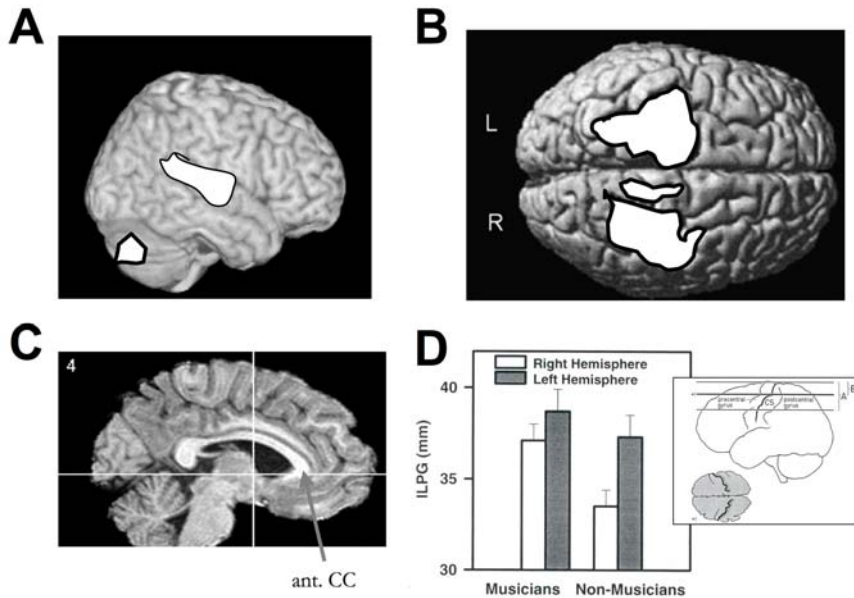 A
B
L
R
C
4
ant. CC
D
Right Hemisphere
Left Hemisphere
40
35
30
ILPG (mm)
Musicians
Non-Musicians
precentral gyrus
CS
postcentral gyrus
A
B